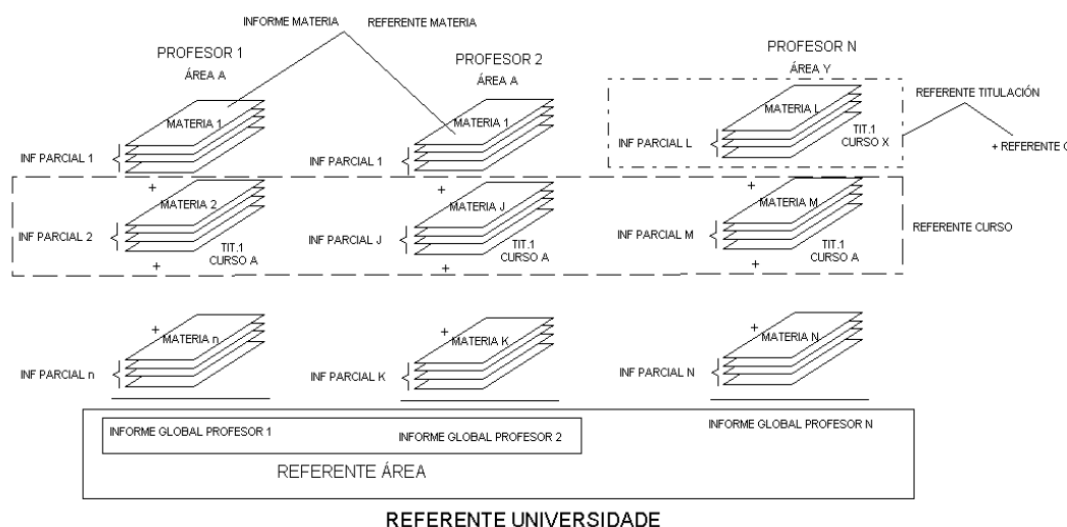 INFORME MATERIA
REFERENTE MATERIA
PROFESOR 1
ÁREA A
PROFESOR 2
ÁREA A
PROFESOR N
ÁREA Y
MATERIA 1
INF PARCIAL 1
MATERIA 1
INF PARCIAL 1
MATERIA L
INF PARCIAL L
TIT.1
CURSO X
REFERENTE TITULACIÓN
+ REFERENTE
+
+
+
MATERIA 2
INF PARCIAL 2
TIT.1
CURSO A
MATERIA J
INF PARCIAL J
TIT.1
CURSO A
MATERIA M
INF PARCIAL M
TIT.1
CURSO A
REFERENTE CURSO
+
+
+
+
MATERIA n
INF PARCIAL n
+
MATERIA K
INF PARCIAL K
+
MATERIA N
INF PARCIAL N
INFORME GLOBAL PROFESOR 1
INFORME GLOBAL PROFESOR 2
INFORME GLOBAL PROFESOR N
REFERENTE ÁREA
REFERENTE UNIVERSIDADE